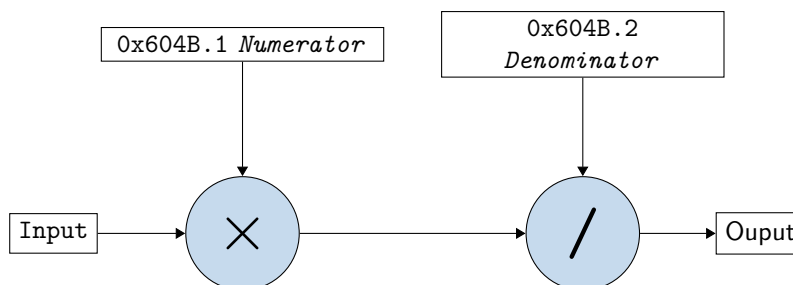 0x604B.1 Numerator
0x604B.2
Denominator
Input
×
/
Ouput